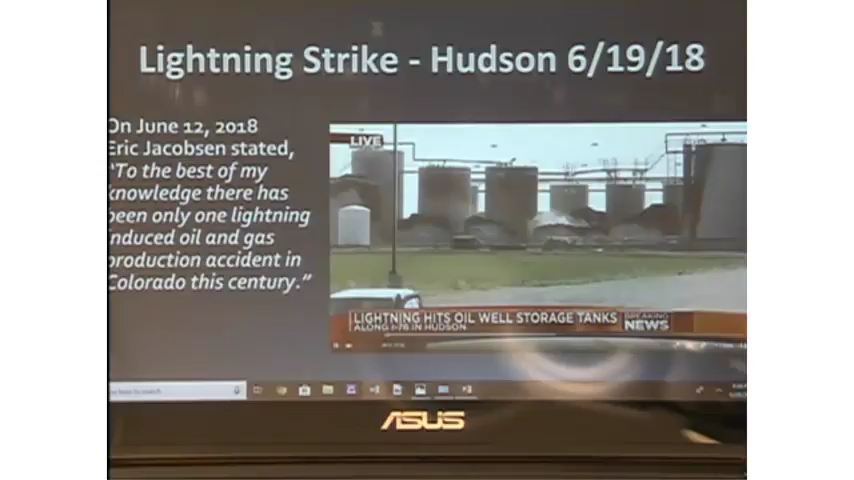 Lightning Strike - Hudson 6/19/18
On June 12, 2018
Eric Jacobsen stated,
"To the best of my
knowledge there has
been only one lightning
induced oil and gas
production accident in
Colorado this century."
LIVE
LIGHTNING HITS OIL WELL STORAGE TANKS
ALONG I-76 IN HUDSON
BREAKING
NEWS
to search
ASUS